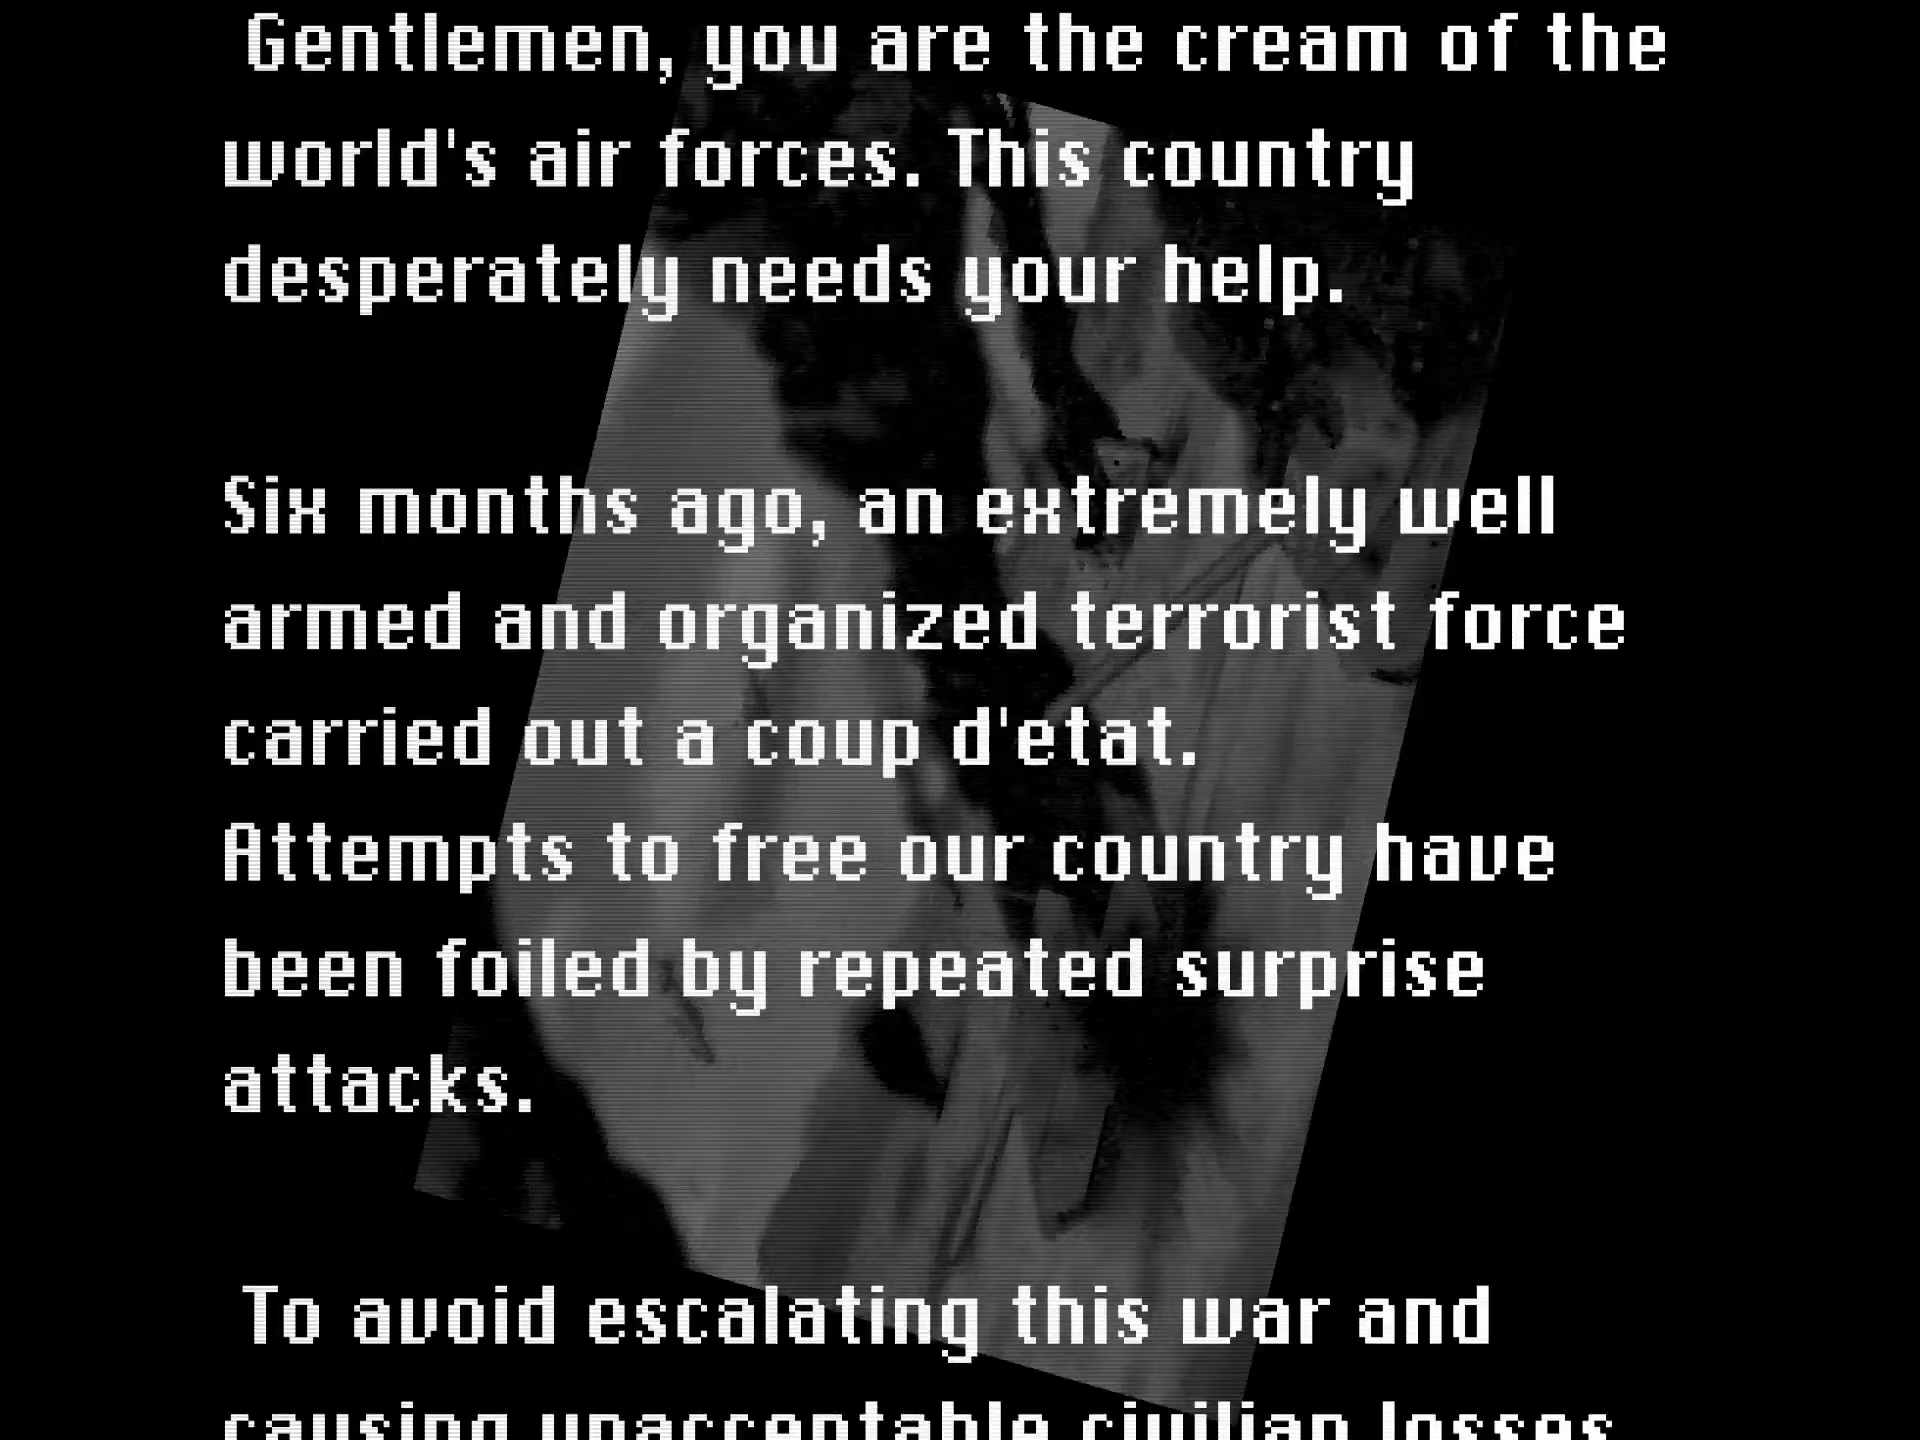 Gentlemen, you are the cream of the
world's air forces. This country
desperately needs your help.
Six months ago, an extremely well
armed and organized terrorist force
carried out a coup d'etat.
Attempts to free our country have
been foiled by repeated surprise
attacks.
To avoid escalating this war and
causing unacceptable civilian losses